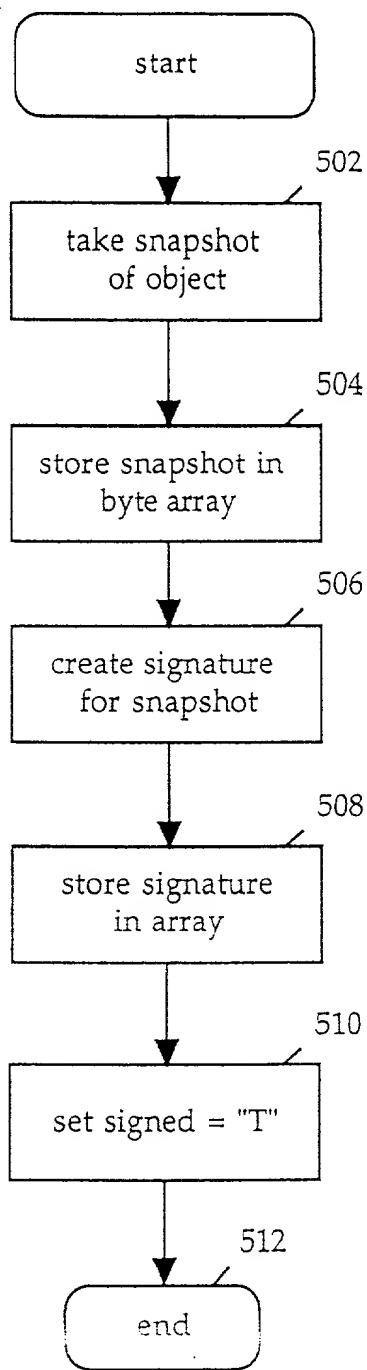 start
502
take snapshot
of object
504
store snapshot in
byte array
506
create signature
for snapshot
508
store signature
in array
510
set signed = "T"
512
end